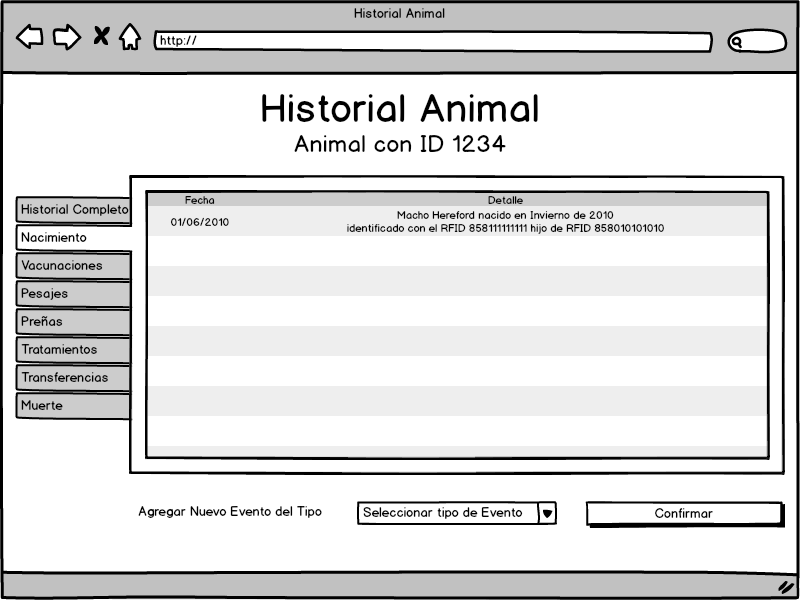 Historial Animal
http://
Historial Animal
Animal con ID 1234
Historial Completo
Nacimiento
Vacunaciones
Pesajes
Preñas
Tratamientos
Transferencias
Muerte
Fecha Detalle
01/06/2010 Macho Hereford nacido en Invierno de 2010
identificado con el RFID 858111111111 hijo de RFID 858010101010
Agregar Nuevo Evento del Tipo Seleccionar tipo de Evento Confirmar